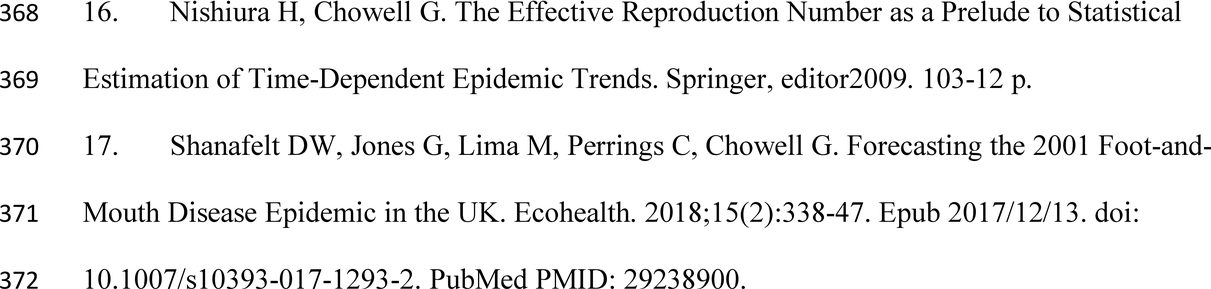 368 16. Nishiura H, Chowell G. The Effective Reproduction Number as a Prelude to Statistical
369 Estimation of Time-Dependent Epidemic Trends. Springer, editor2009. 103-12 p.
370 17. Shanafelt DW, Jones G, Lima M, Perrings C, Chowell G. Forecasting the 2001 Foot-and-
371 Mouth Disease Epidemic in the UK. Ecohealth. 2018;15(2):338-47. Epub 2017/12/13. doi:
372 10.1007/s10393-017-1293-2. PubMed PMID: 29238900.